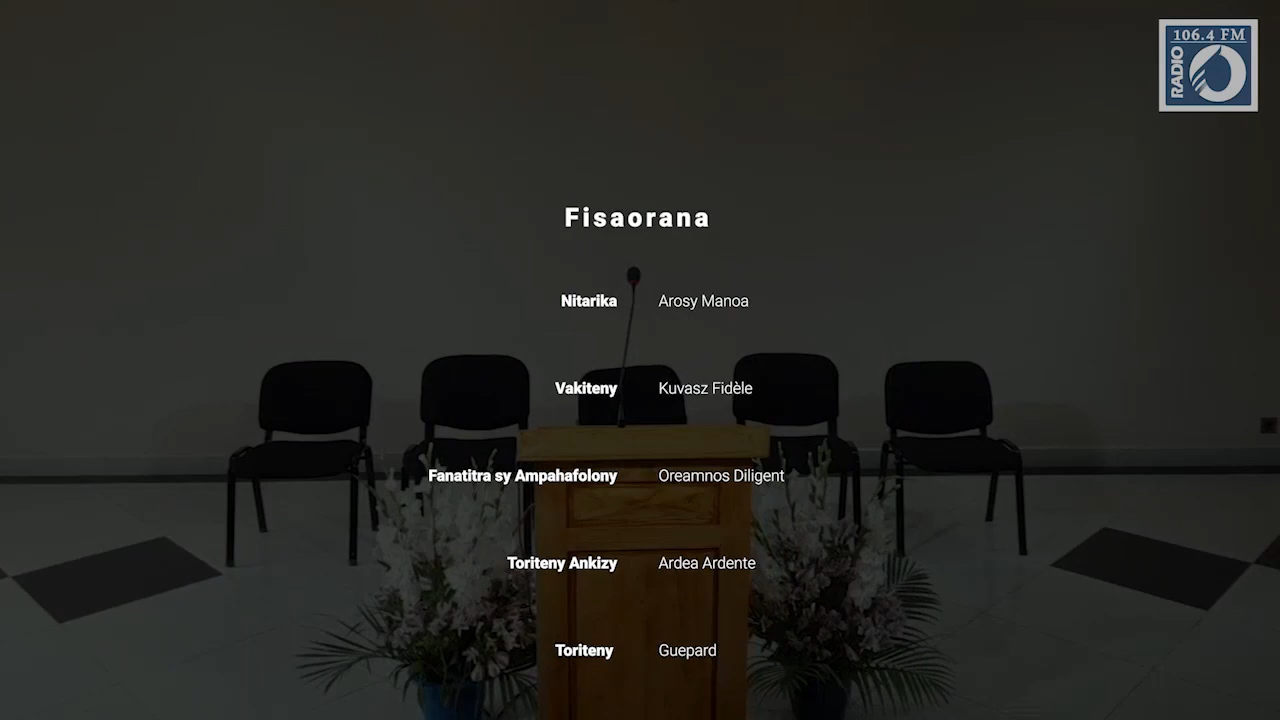 106.4 FM
RADIO
Fisaorana
Nitarika Arosy Manoa
Vakiteny Kuvasz Fidèle
Fanatitra sy Ampahafolony Oreamnos Diligent
Toriteny Ankizy Ardea Ardente
Toriteny Guepard